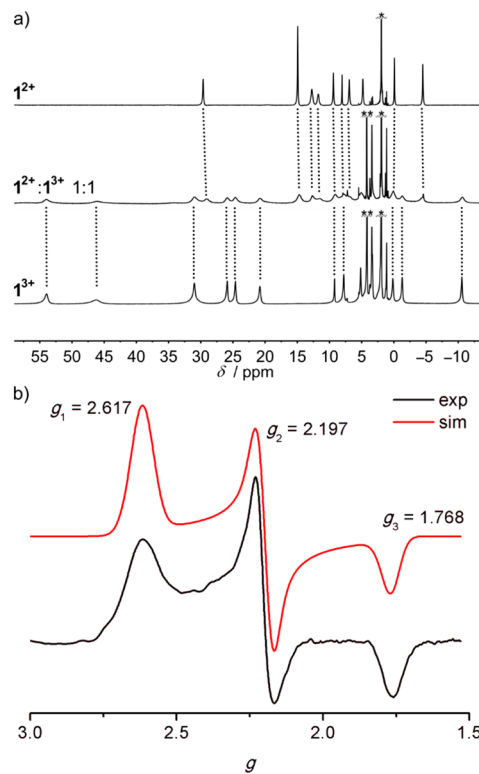 a)
*
1²⁺
** *
1²⁺:1³⁺ 1:1
** *
1³⁺
55 50 45 40 35 30 25 20 15 10 5 0 −5 −10
δ / ppm
b)
exp
sim
g₁ = 2.617
g₂ = 2.197
g₃ = 1.768
3.0 2.5 2.0 1.5
g